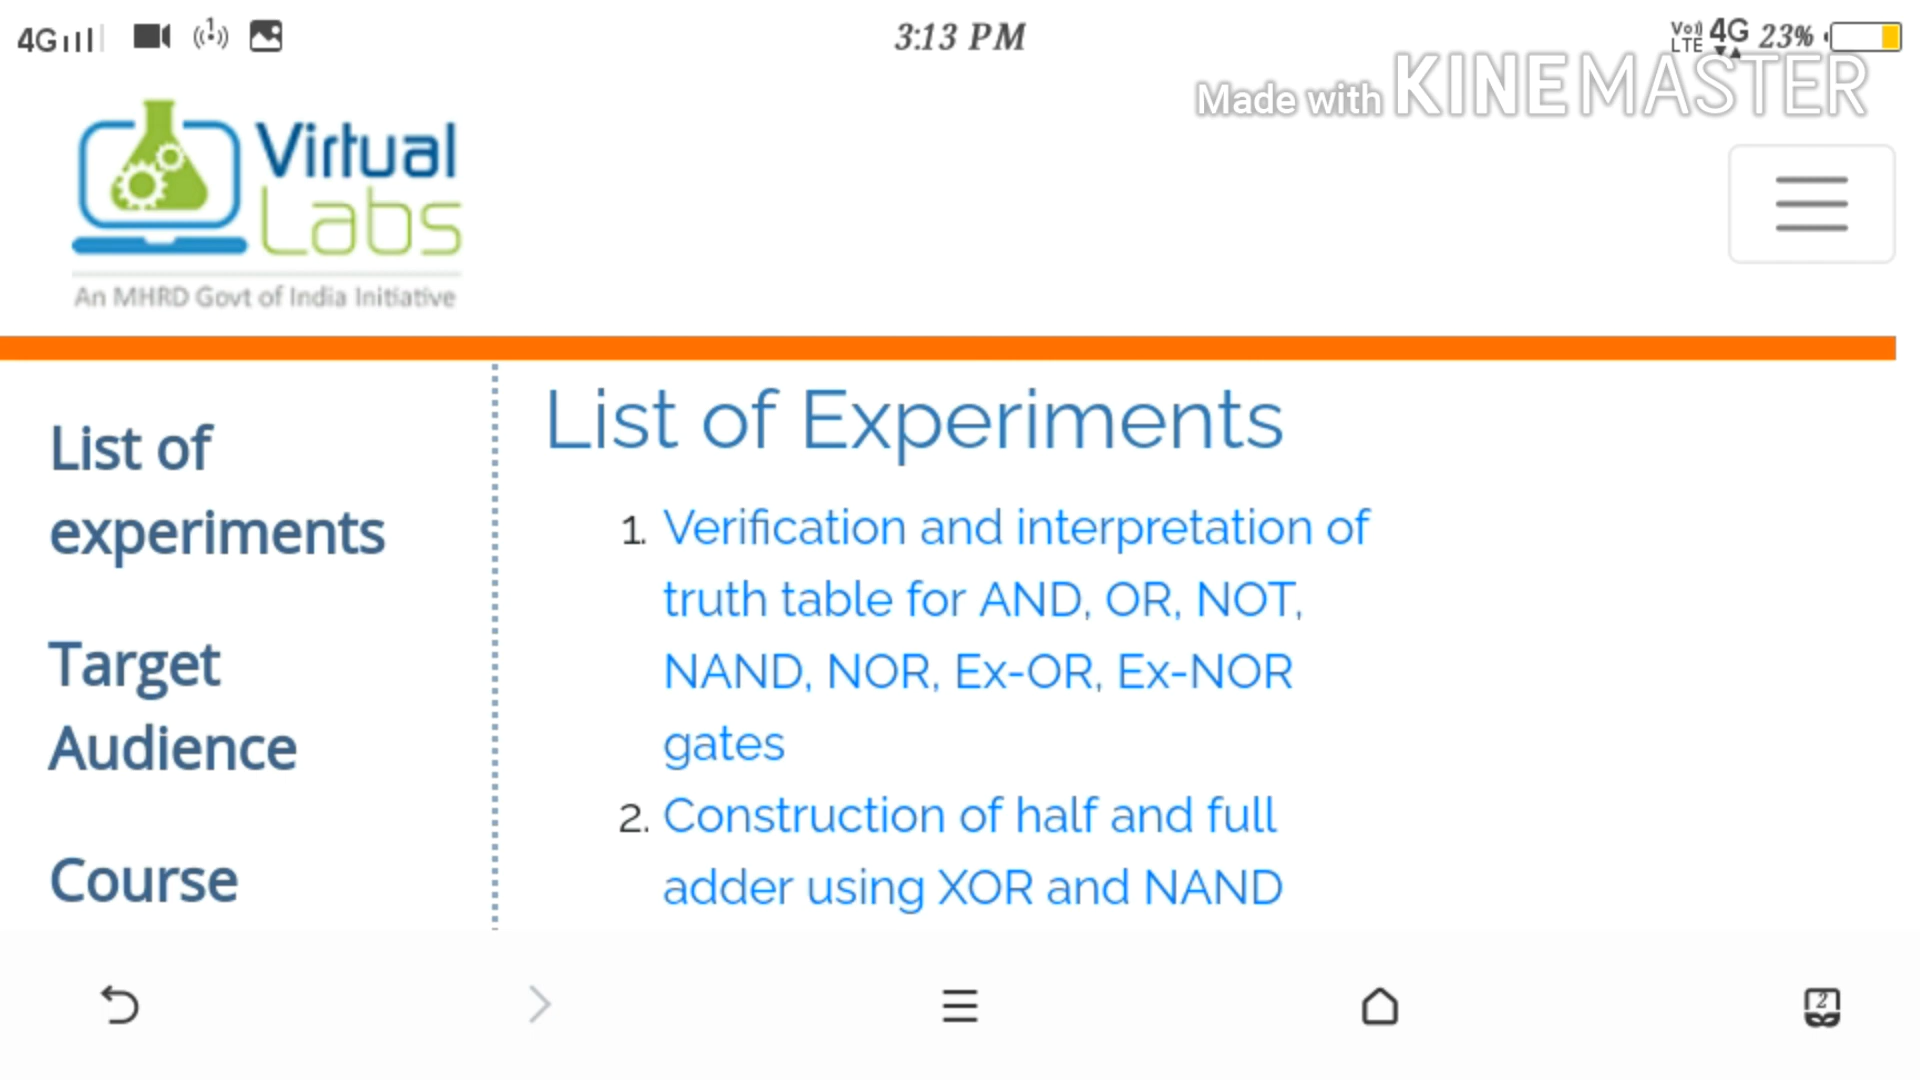 4G
3:13 PM
Vo))
LTE
4G 23%
Made with KINEMASTER
Virtual
Labs
An MHRD Govt of India Initiative
List of
experiments
Target
Audience
Course
List of Experiments
1. Verification and interpretation of
truth table for AND, OR, NOT,
NAND, NOR, Ex-OR, Ex-NOR
gates
2. Construction of half and full
adder using XOR and NAND
2